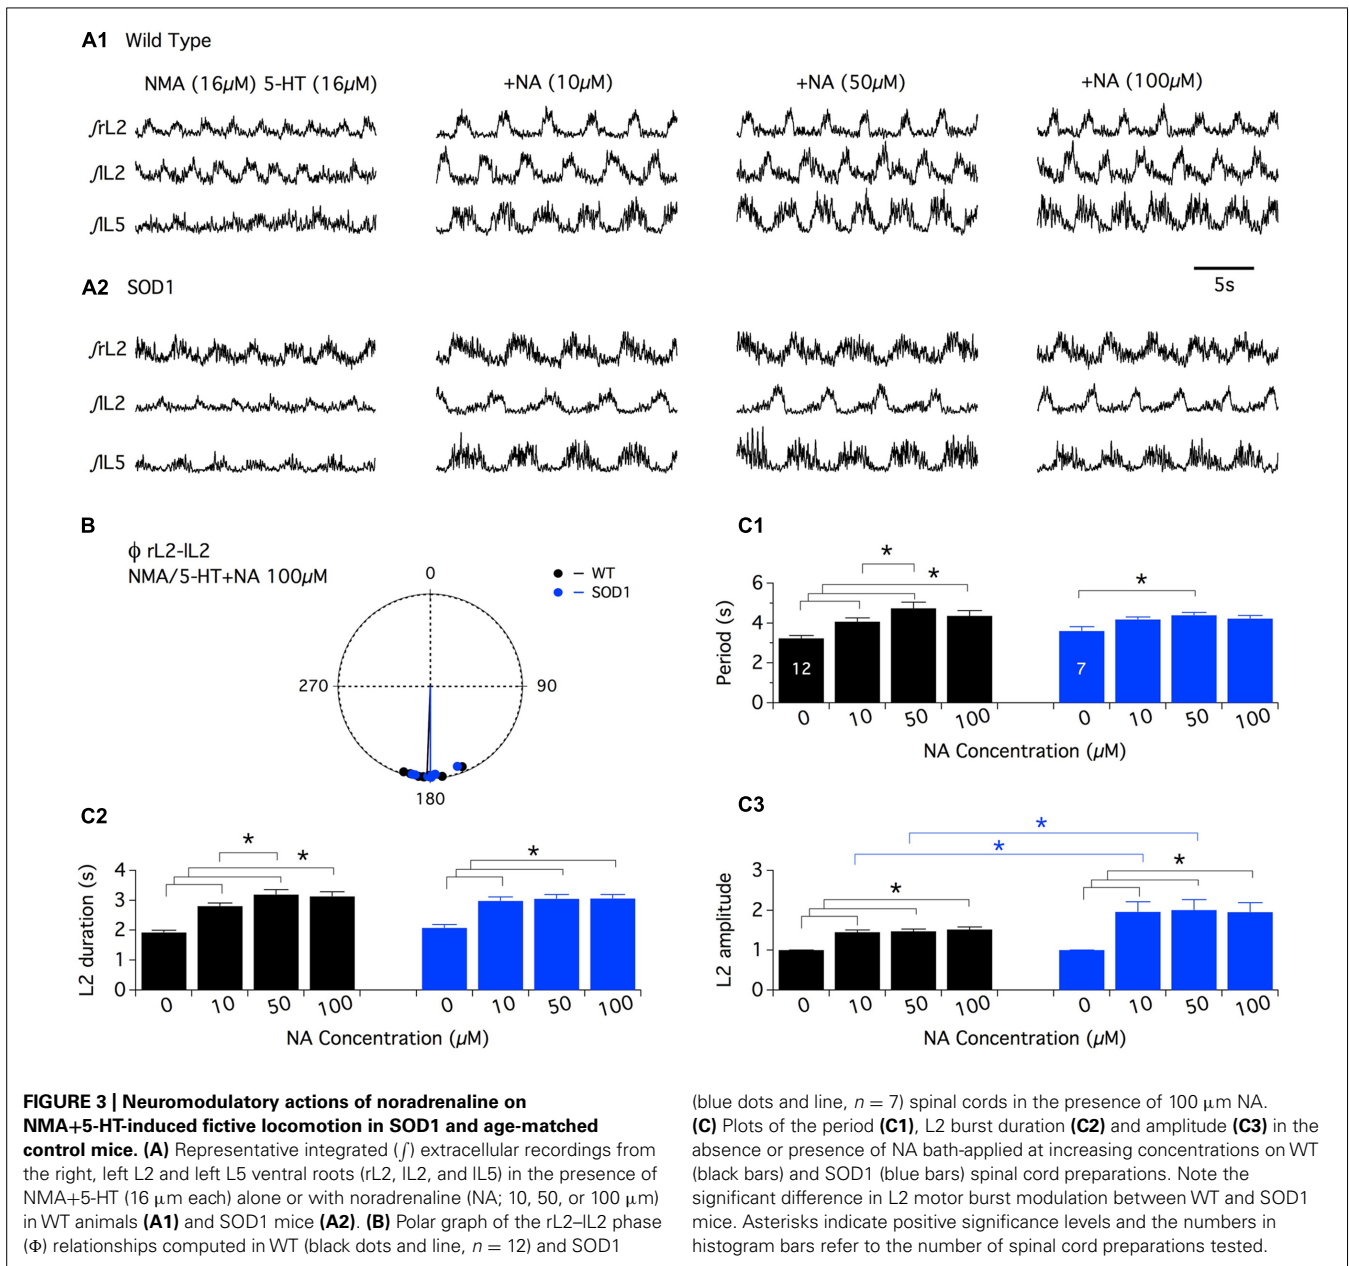 A1 Wild Type
NMA (16µM) 5-HT (16µM)
+NA (10µM)
+NA (50µM)
+NA (100µM)
∫rL2
∫lL2
∫lL5
5s
A2 SOD1
∫rL2
∫lL2
∫lL5
B
ϕ rL2-lL2
NMA/5-HT+NA 100µM
0
90
180
270
WT
SOD1
C1
Period (s)
6
4
2
0
12
7
* * *
0 10 50 100 0 10 50 100
NA Concentration (µM)
C2
L2 duration (s)
4
3
2
1
0
* * *
0 10 50 100 0 10 50 100
NA Concentration (µM)
C3
L2 amplitude
3
2
1
0
* * * *
0 10 50 100 0 10 50 100
NA Concentration (µM)
FIGURE 3 | Neuromodulatory actions of noradrenaline on
NMA+5-HT-induced fictive locomotion in SOD1 and age-matched
control mice. (A) Representative integrated (∫) extracellular recordings from
the right, left L2 and left L5 ventral roots (rL2, lL2, and lL5) in the presence of
NMA+5-HT (16 µm each) alone or with noradrenaline (NA; 10, 50, or 100 µm)
in WT animals (A1) and SOD1 mice (A2). (B) Polar graph of the rL2–lL2 phase
(Φ) relationships computed in WT (black dots and line, n = 12) and SOD1
(blue dots and line, n = 7) spinal cords in the presence of 100 µm NA.
(C) Plots of the period (C1), L2 burst duration (C2) and amplitude (C3) in the
absence or presence of NA bath-applied at increasing concentrations on WT
(black bars) and SOD1 (blue bars) spinal cord preparations. Note the
significant difference in L2 motor burst modulation between WT and SOD1
mice. Asterisks indicate positive significance levels and the numbers in
histogram bars refer to the number of spinal cord preparations tested.